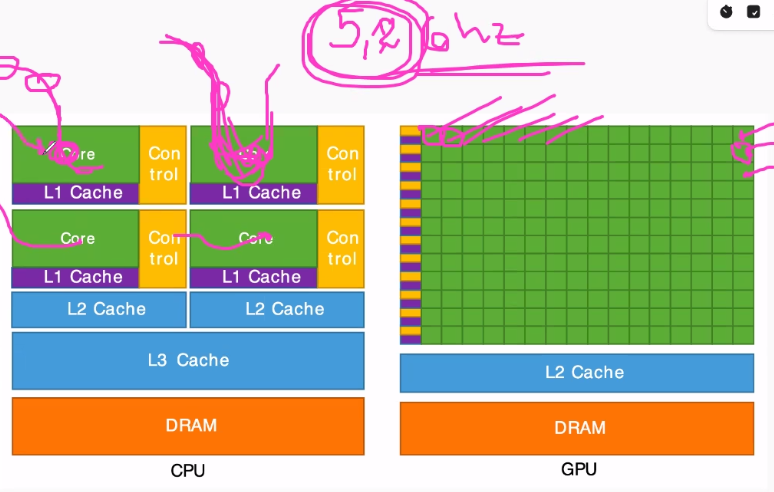 5,2 Ghz
Core
Con
trol
L1 Cache
Core
Con
trol
L1 Cache
Core
Con
trol
L1 Cache
Core
Con
trol
L1 Cache
L2 Cache
L2 Cache
L3 Cache
DRAM
CPU
L2 Cache
DRAM
GPU